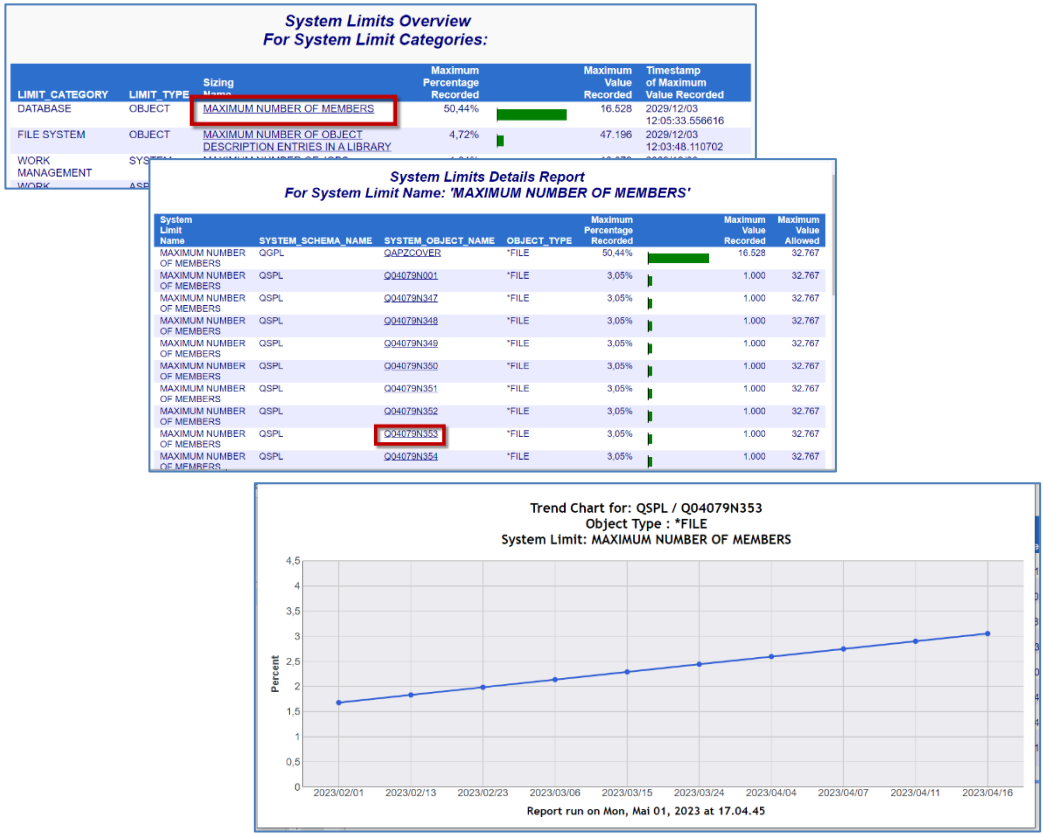 System Limits Overview
For System Limit Categories:
LIMIT_CATEGORY LIMIT_TYPE Sizing Name Maximum Percentage Recorded Maximum Value Recorded Timestamp of Maximum Value Recorded
DATABASE OBJECT MAXIMUM NUMBER OF MEMBERS 50,44% 16.528 2029/12/03 12:05:33.556616
FILE SYSTEM OBJECT MAXIMUM NUMBER OF OBJECT DESCRIPTION ENTRIES IN A LIBRARY 4,72% 47.196 2029/12/03 12:03:48.110702
WORK MANAGEMENT
WORK
System Limits Details Report
For System Limit Name: 'MAXIMUM NUMBER OF MEMBERS'
System Limit Name SYSTEM_SCHEMA_NAME SYSTEM_OBJECT_NAME OBJECT_TYPE Maximum Percentage Recorded Maximum Value Recorded Maximum Value Allowed
MAXIMUM NUMBER OF MEMBERS QGPL QAPZCOVER *FILE 50,44% 16.528 32.767
MAXIMUM NUMBER OF MEMBERS QSPL Q04079N001 *FILE 3,05% 1.000 32.767
MAXIMUM NUMBER OF MEMBERS QSPL Q04079N347 *FILE 3,05% 1.000 32.767
MAXIMUM NUMBER OF MEMBERS QSPL Q04079N348 *FILE 3,05% 1.000 32.767
MAXIMUM NUMBER OF MEMBERS QSPL Q04079N349 *FILE 3,05% 1.000 32.767
MAXIMUM NUMBER OF MEMBERS QSPL Q04079N350 *FILE 3,05% 1.000 32.767
MAXIMUM NUMBER OF MEMBERS QSPL Q04079N351 *FILE 3,05% 1.000 32.767
MAXIMUM NUMBER OF MEMBERS QSPL Q04079N352 *FILE 3,05% 1.000 32.767
MAXIMUM NUMBER OF MEMBERS QSPL Q04079N353 *FILE 3,05% 1.000 32.767
MAXIMUM NUMBER OF MEMBERS QSPL Q04079N354 *FILE 3,05% 1.000 32.767
Trend Chart for: QSPL / Q04079N353
Object Type : *FILE
System Limit: MAXIMUM NUMBER OF MEMBERS
4,5
4
3,5
3
2,5
2
1,5
1
0,5
0
Percent
2023/02/01 2023/02/13 2023/02/23 2023/03/06 2023/03/15 2023/03/24 2023/04/04 2023/04/07 2023/04/11 2023/04/16
Report run on Mon, Mai 01, 2023 at 17.04.45